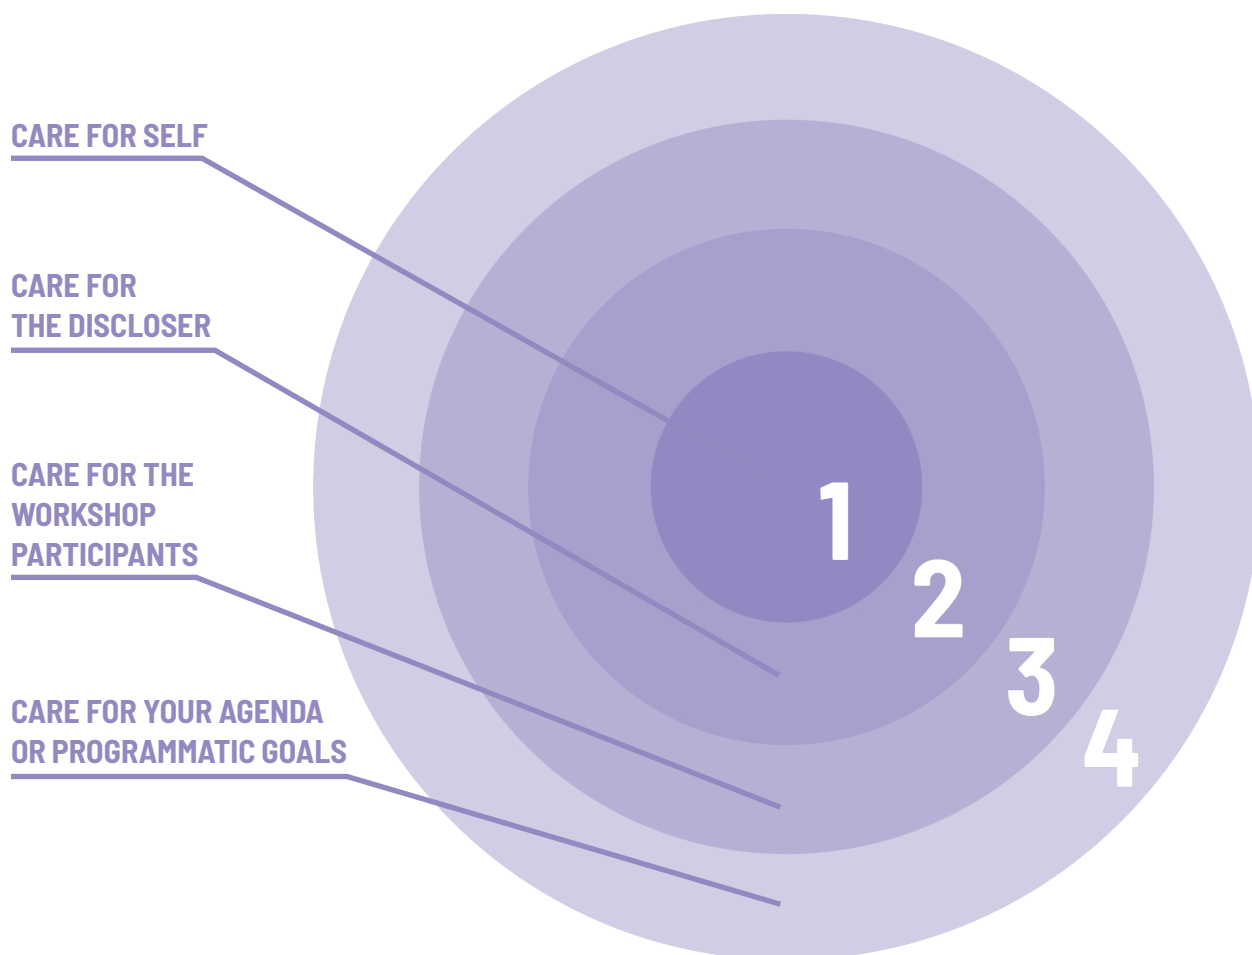 CARE FOR SELF
CARE FOR
THE DISCLOSER
CARE FOR THE
WORKSHOP
PARTICIPANTS
CARE FOR YOUR AGENDA
OR PROGRAMMATIC GOALS
1
2
3
4